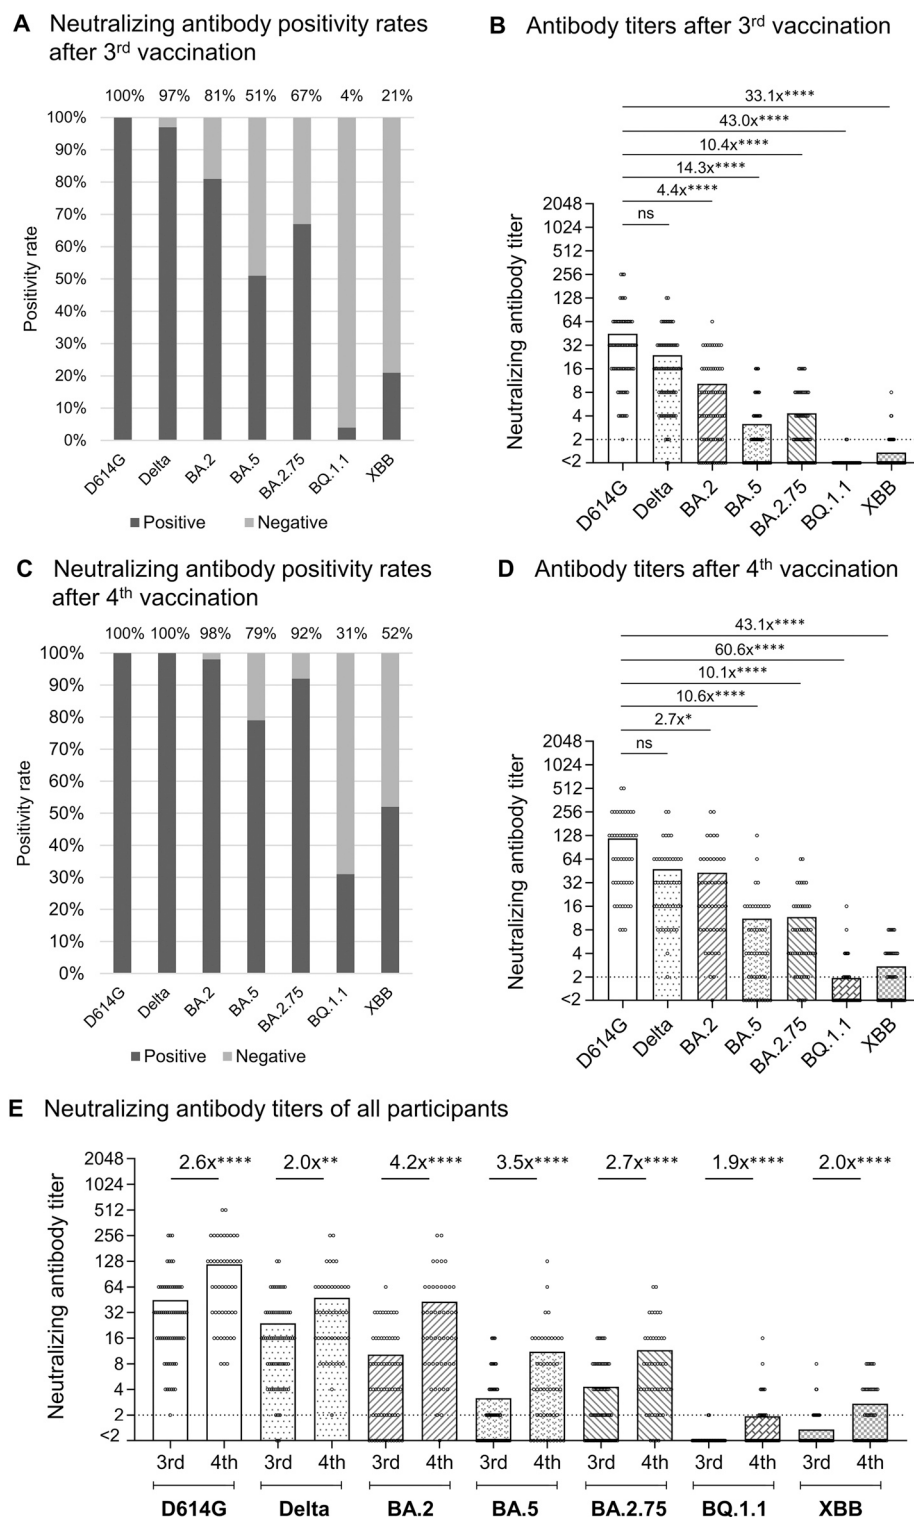 A Neutralizing antibody positivity rates
after 3rd vaccination
100% 97% 81% 51% 67% 4% 21%
100%
90%
80%
70%
60%
50%
40%
30%
20%
10%
0%
Positivity rate
D614G Delta BA.2 BA.5 BA.2.75 BQ.1.1 XBB
Positive Negative
B Antibody titers after 3rd vaccination
33.1x****
43.0x****
10.4x****
14.3x****
4.4x****
ns
2048
1024
512
256
128
64
32
16
8
4
2
<2
Neutralizing antibody titer
D614G Delta BA.2 BA.5 BA.2.75 BQ.1.1 XBB
C Neutralizing antibody positivity rates
after 4th vaccination
100% 100% 98% 79% 92% 31% 52%
100%
90%
80%
70%
60%
50%
40%
30%
20%
10%
0%
Positivity rate
D614G Delta BA.2 BA.5 BA.2.75 BQ.1.1 XBB
Positive Negative
D Antibody titers after 4th vaccination
43.1x****
60.6x****
10.1x****
10.6x****
2.7x*
ns
2048
1024
512
256
128
64
32
16
8
4
2
<2
Neutralizing antibody titer
D614G Delta BA.2 BA.5 BA.2.75 BQ.1.1 XBB
E Neutralizing antibody titers of all participants
2.6x**** 2.0x** 4.2x**** 3.5x**** 2.7x**** 1.9x**** 2.0x****
2048
1024
512
256
128
64
32
16
8
4
2
<2
Neutralizing antibody titer
3rd 4th 3rd 4th 3rd 4th 3rd 4th 3rd 4th 3rd 4th 3rd 4th
D614G Delta BA.2 BA.5 BA.2.75 BQ.1.1 XBB